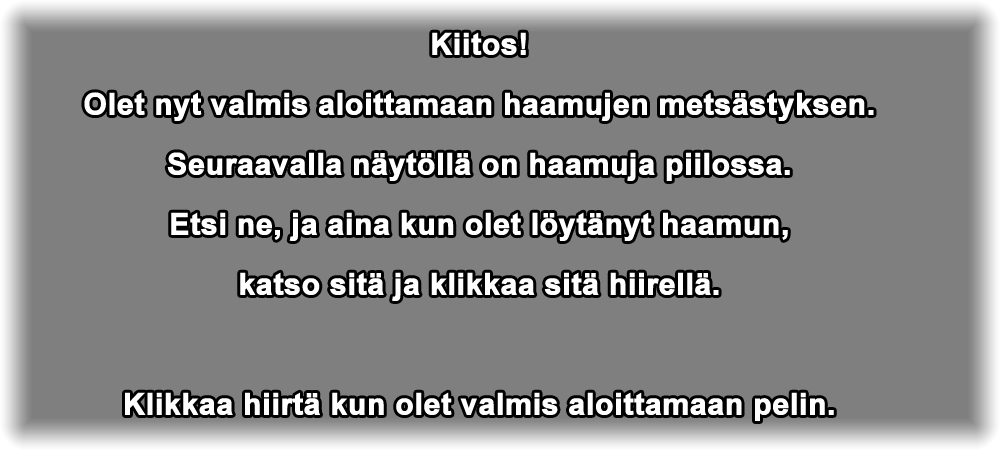 Kiitos!
Olet nyt valmis aloittamaan haamujen metsästyksen.
Seuraavalla näytöllä on haamuja piilossa.
Etsi ne, ja aina kun olet löytänyt haamun,
katso sitä ja klikkaa sitä hiirellä.
Klikkaa hiirtä kun olet valmis aloittamaan pelin.